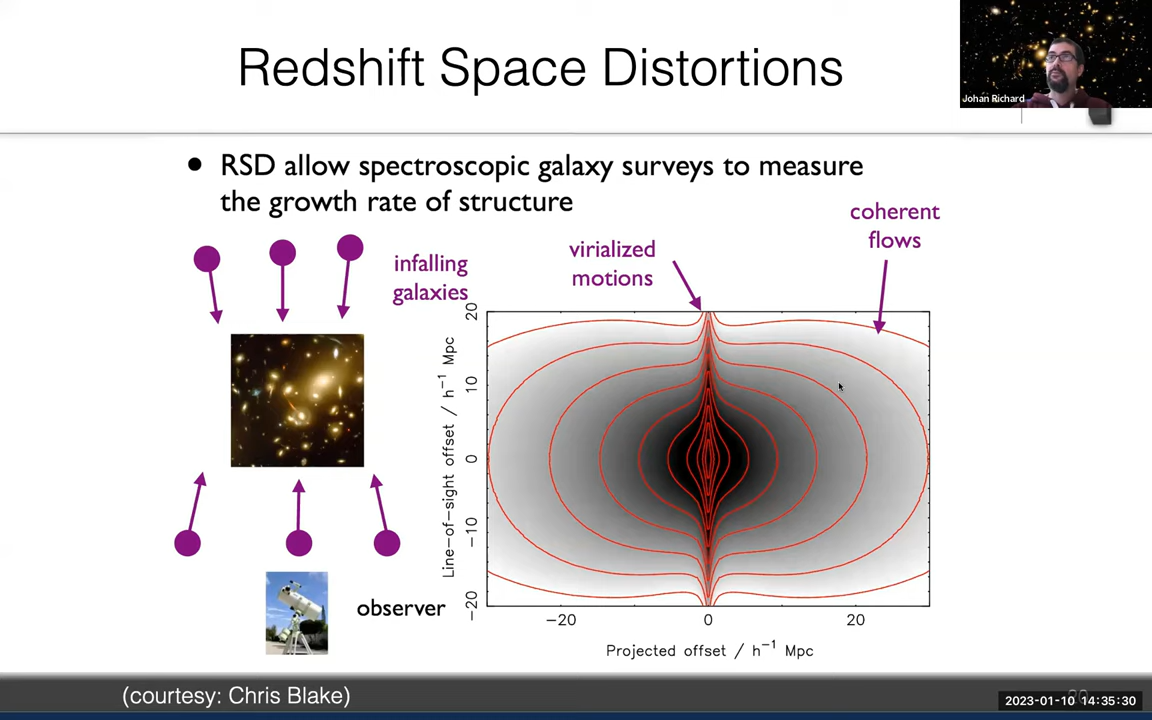 Redshift Space Distortions
Johan Richard
• RSD allow spectroscopic galaxy surveys to measure
the growth rate of structure
coherent
flows
virialized
motions
infalling
galaxies
20
10
0
−10
−20
Line−of−sight offset / h⁻¹ Mpc
−20
0
20
Projected offset / h⁻¹ Mpc
observer
(courtesy: Chris Blake)
2023-01-10 14:35:30